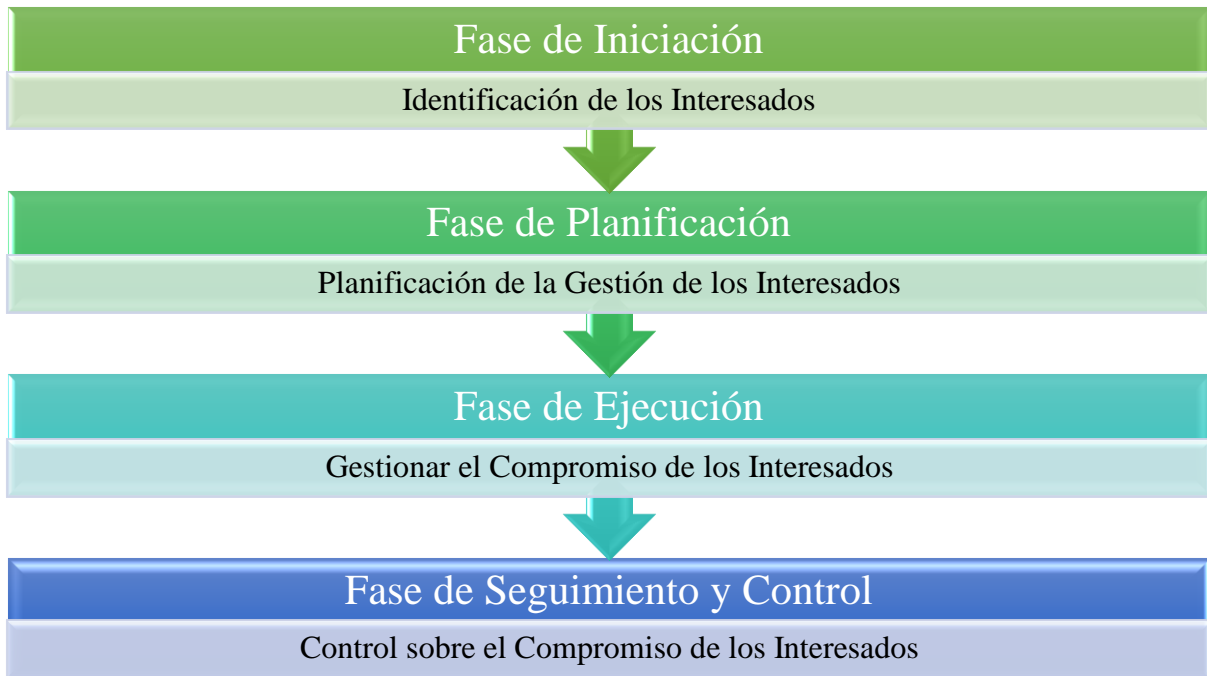 Fase de Iniciación
Identificación de los Interesados
Fase de Planificación
Planificación de la Gestión de los Interesados
Fase de Ejecución
Gestionar el Compromiso de los Interesados
Fase de Seguimiento y Control
Control sobre el Compromiso de los Interesados